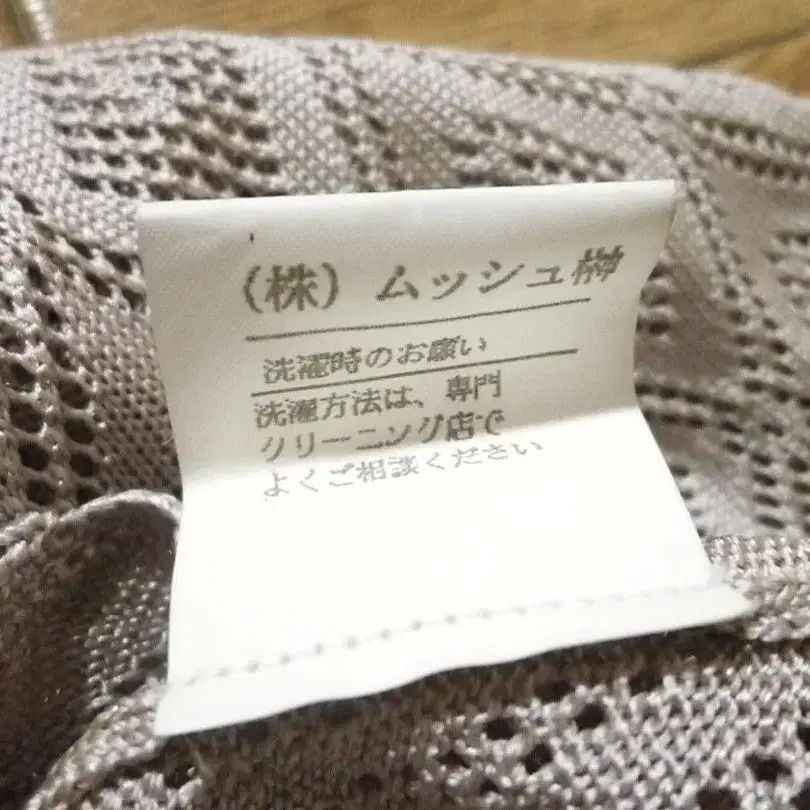 (株) ムッシュ榊
洗濯時のお願い
洗濯方法は、専門
クリーニング店で
よくご相談ください